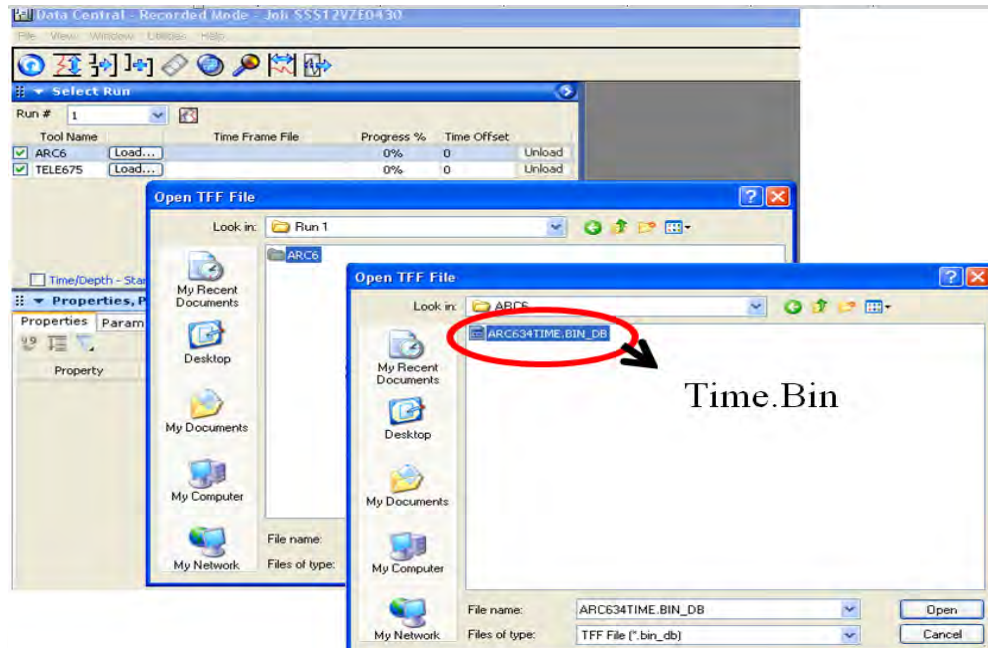 Data Central - Recorded Mode - Job SSS12VZE0430
File View Window Utilities Help
Select Run
Run # 1
Tool Name Time Frame File Progress % Time Offset
ARC6 Load... 0% 0 Unload
TELE675 Load... 0% 0 Unload
Open TFF File
Look in: Run 1
ARC6
My Recent Documents
Desktop
My Documents
My Computer
My Network
File name:
Files of type:
Time/Depth - Star
Properties, P
Properties Param
Property
Open TFF File
Look in: ARC6
ARC634TIME.BIN_DB
Time.Bin
My Recent Documents
Desktop
My Documents
My Computer
My Network
File name: ARC634TIME.BIN_DB Open
Files of type: TFF File (*.bin_db) Cancel